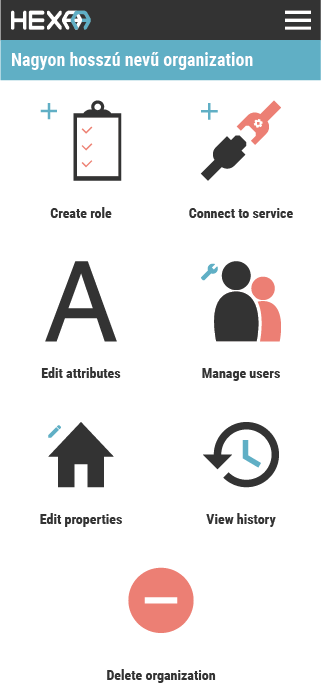 HEXAA
Nagyon hosszú nevű organization
Create role
Connect to service
A
Edit attributes
Manage users
Edit properties
View history
Delete organization